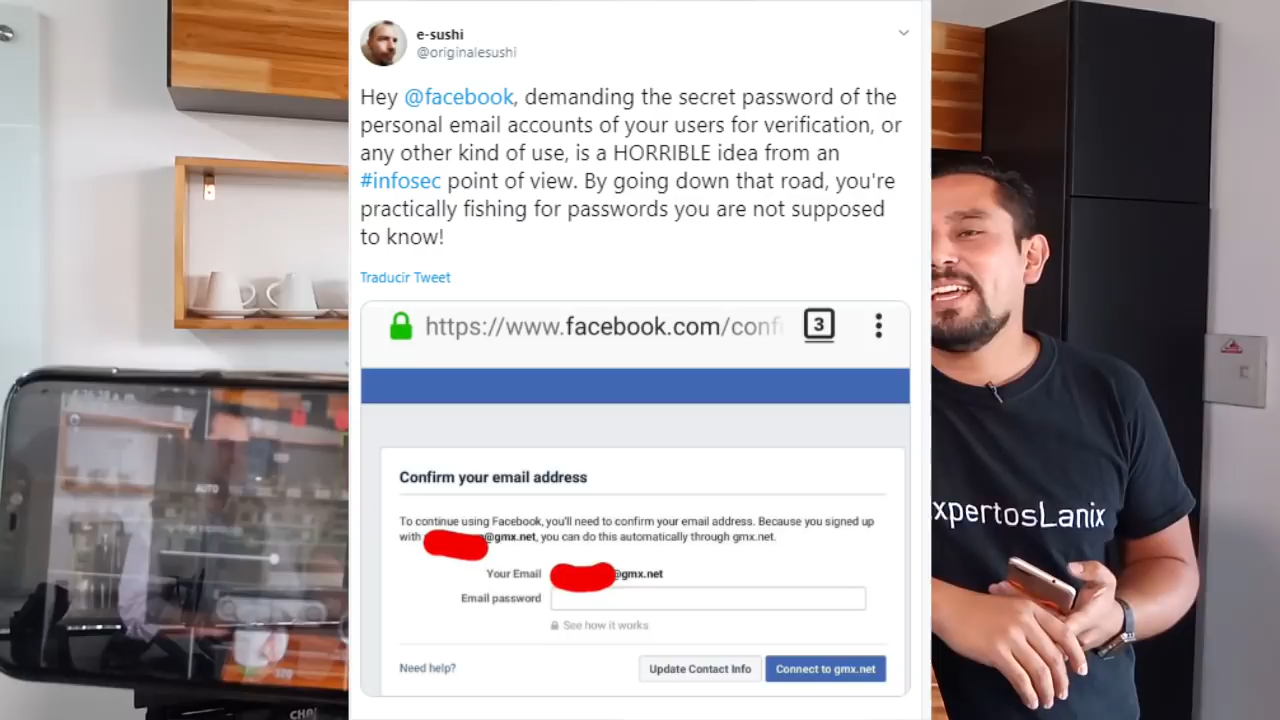 e-sushi
@originalesushi
Hey @facebook, demanding the secret password of the
personal email accounts of your users for verification, or
any other kind of use, is a HORRIBLE idea from an
#infosec point of view. By going down that road, you're
practically fishing for passwords you are not supposed
to know!
Traducir Tweet
https://www.facebook.com/conf
3
Confirm your email address
To continue using Facebook, you'll need to confirm your email address. Because you signed up
with @gmx.net, you can do this automatically through gmx.net.
Your Email @gmx.net
Email password
See how it works
Need help?
Update Contact Info
Connect to gmx.net
xpertosLanix
AUTO